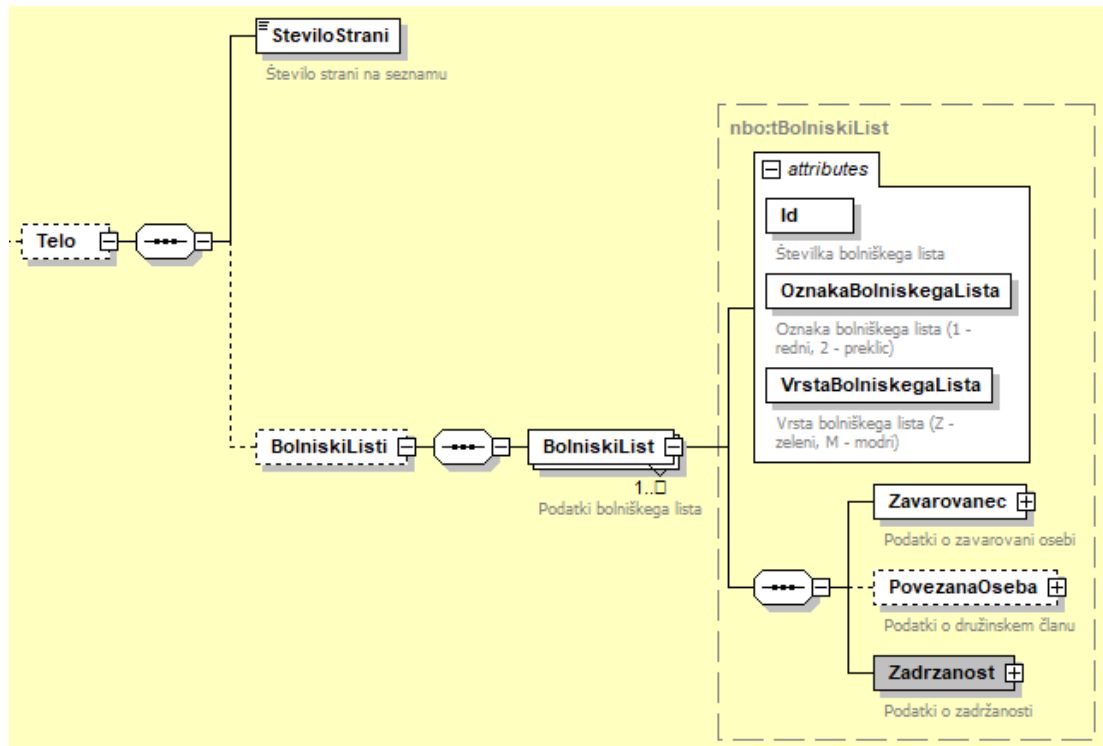 SteviloStrani
Število strani na seznamu
nbo:tBolniskiList
attributes
Id
Številka bolniškega lista
OznakaBolniskegaLista
Oznaka bolniškega lista (1 -
redni, 2 - preklic)
VrstaBolniskegaLista
Vrsta bolniškega lista (Z -
zeleni, M - modri)
Telo
BolniskiListi
BolniskiList
1..□
Podatki bolniškega lista
Zavarovanec
Podatki o zavarovani osebi
PovezanaOseba
Podatki o družinskem članu
Zadrzanost
Podatki o zadržanosti